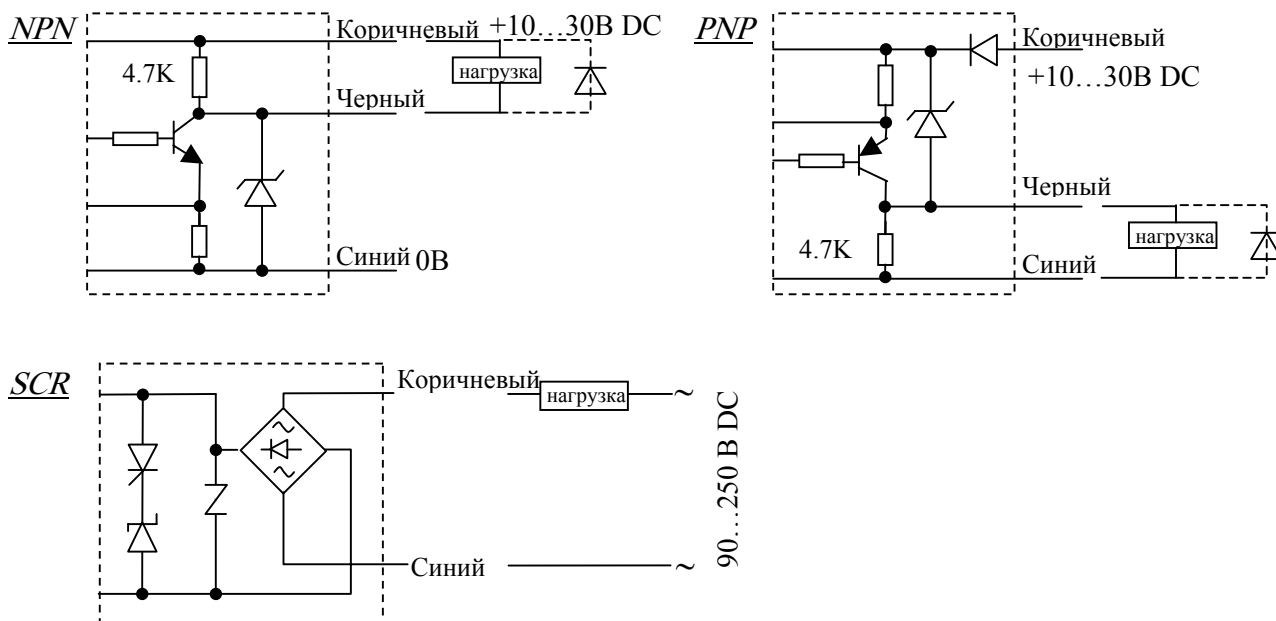 NPN
Коричневый +10...30В DC
4.7K
нагрузка
Черный
Синий 0В
PNP
Коричневый
+10...30В DC
Черный
4.7K
нагрузка
Синий
SCR
Коричневый
нагрузка
~
90...250 В DC
Синий
~